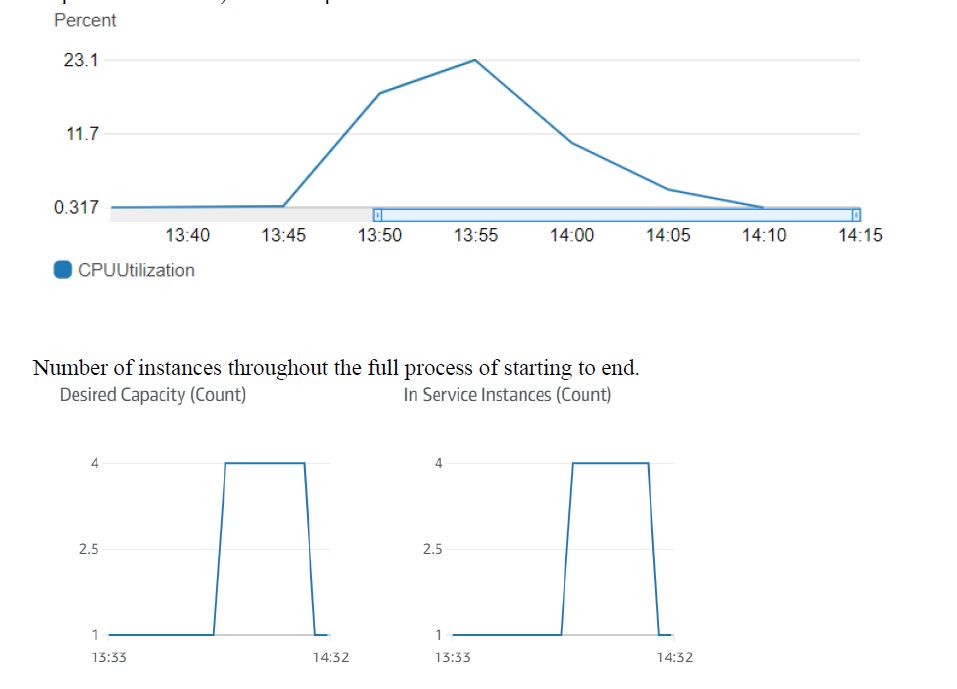 Percent
23.1
11.7
0.317
13:40 13:45 13:50 13:55 14:00 14:05 14:10 14:15
CPUUtilization
Number of instances throughout the full process of starting to end.
Desired Capacity (Count) In Service Instances (Count)
4 4
2.5 2.5
1 1
13:33 14:32 13:33 14:32